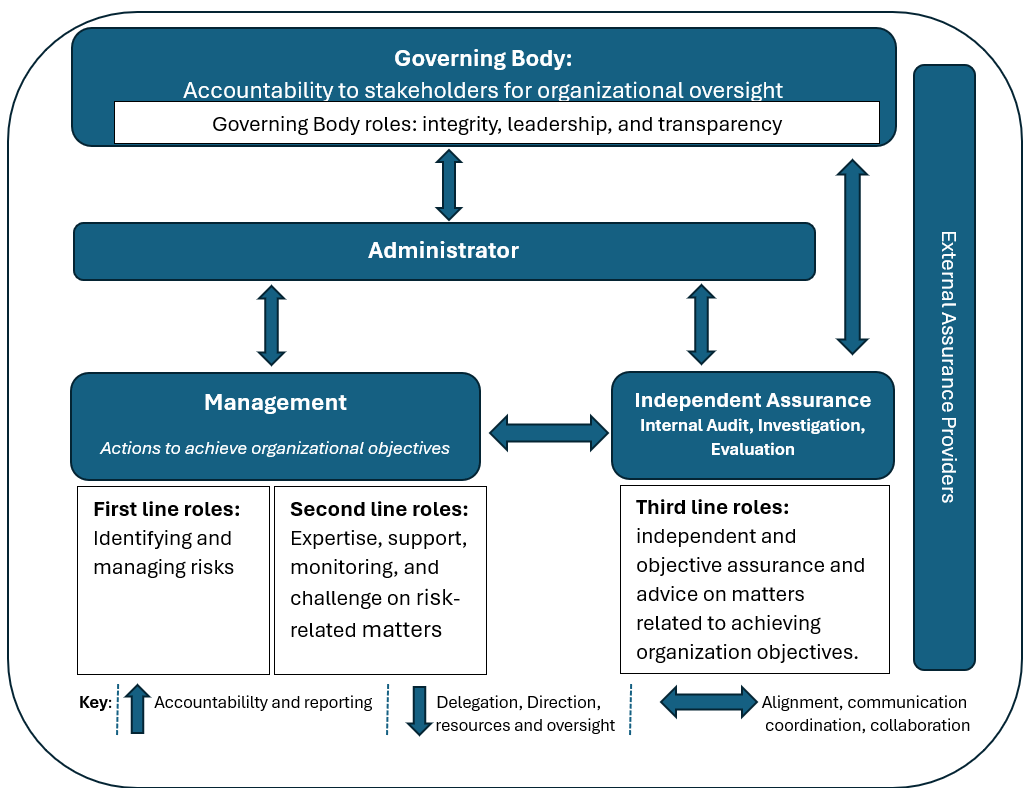 Governing Body:
Accountability to stakeholders for organizational oversight
Governing Body roles: integrity, leadership, and transparency
Administrator
Management
Actions to achieve organizational objectives
Independent Assurance
Internal Audit, Investigation,
Evaluation
First line roles:
Identifying and
managing risks
Second line roles:
Expertise, support,
monitoring, and
challenge on risk-
related matters
Third line roles:
independent and
objective assurance and
advice on matters
related to achieving
organization objectives.
External Assurance Providers
Key:
Accountabililty and reporting
Delegation, Direction,
resources and oversight
Alignment, communication
coordination, collaboration